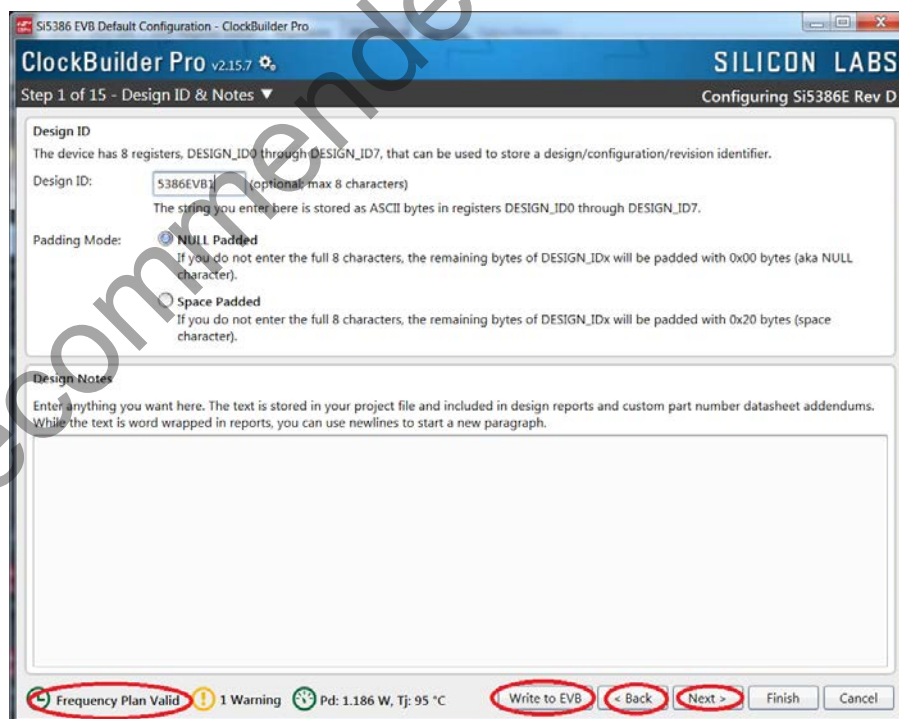 Si5386 EVB Default Configuration - ClockBuilder Pro
ClockBuilder Pro v2.15.7
SILICON LABS
Step 1 of 15 - Design ID & Notes ▼
Configuring Si5386E Rev D
Design ID
The device has 8 registers, DESIGN_ID0 through DESIGN_ID7, that can be used to store a design/configuration/revision identifier.
Design ID: 5386EVB1 (optional; max 8 characters)
The string you enter here is stored as ASCII bytes in registers DESIGN_ID0 through DESIGN_ID7.
Padding Mode: NULL Padded
If you do not enter the full 8 characters, the remaining bytes of DESIGN_IDx will be padded with 0x00 bytes (aka NULL
character).
Space Padded
If you do not enter the full 8 characters, the remaining bytes of DESIGN_IDx will be padded with 0x20 bytes (space
character).
Design Notes
Enter anything you want here. The text is stored in your project file and included in design reports and custom part number datasheet addendums.
While the text is word wrapped in reports, you can use newlines to start a new paragraph.
Frequency Plan Valid
1 Warning
Pd: 1.186 W, Tj: 95 °C
Write to EVB
< Back
Next >
Finish
Cancel